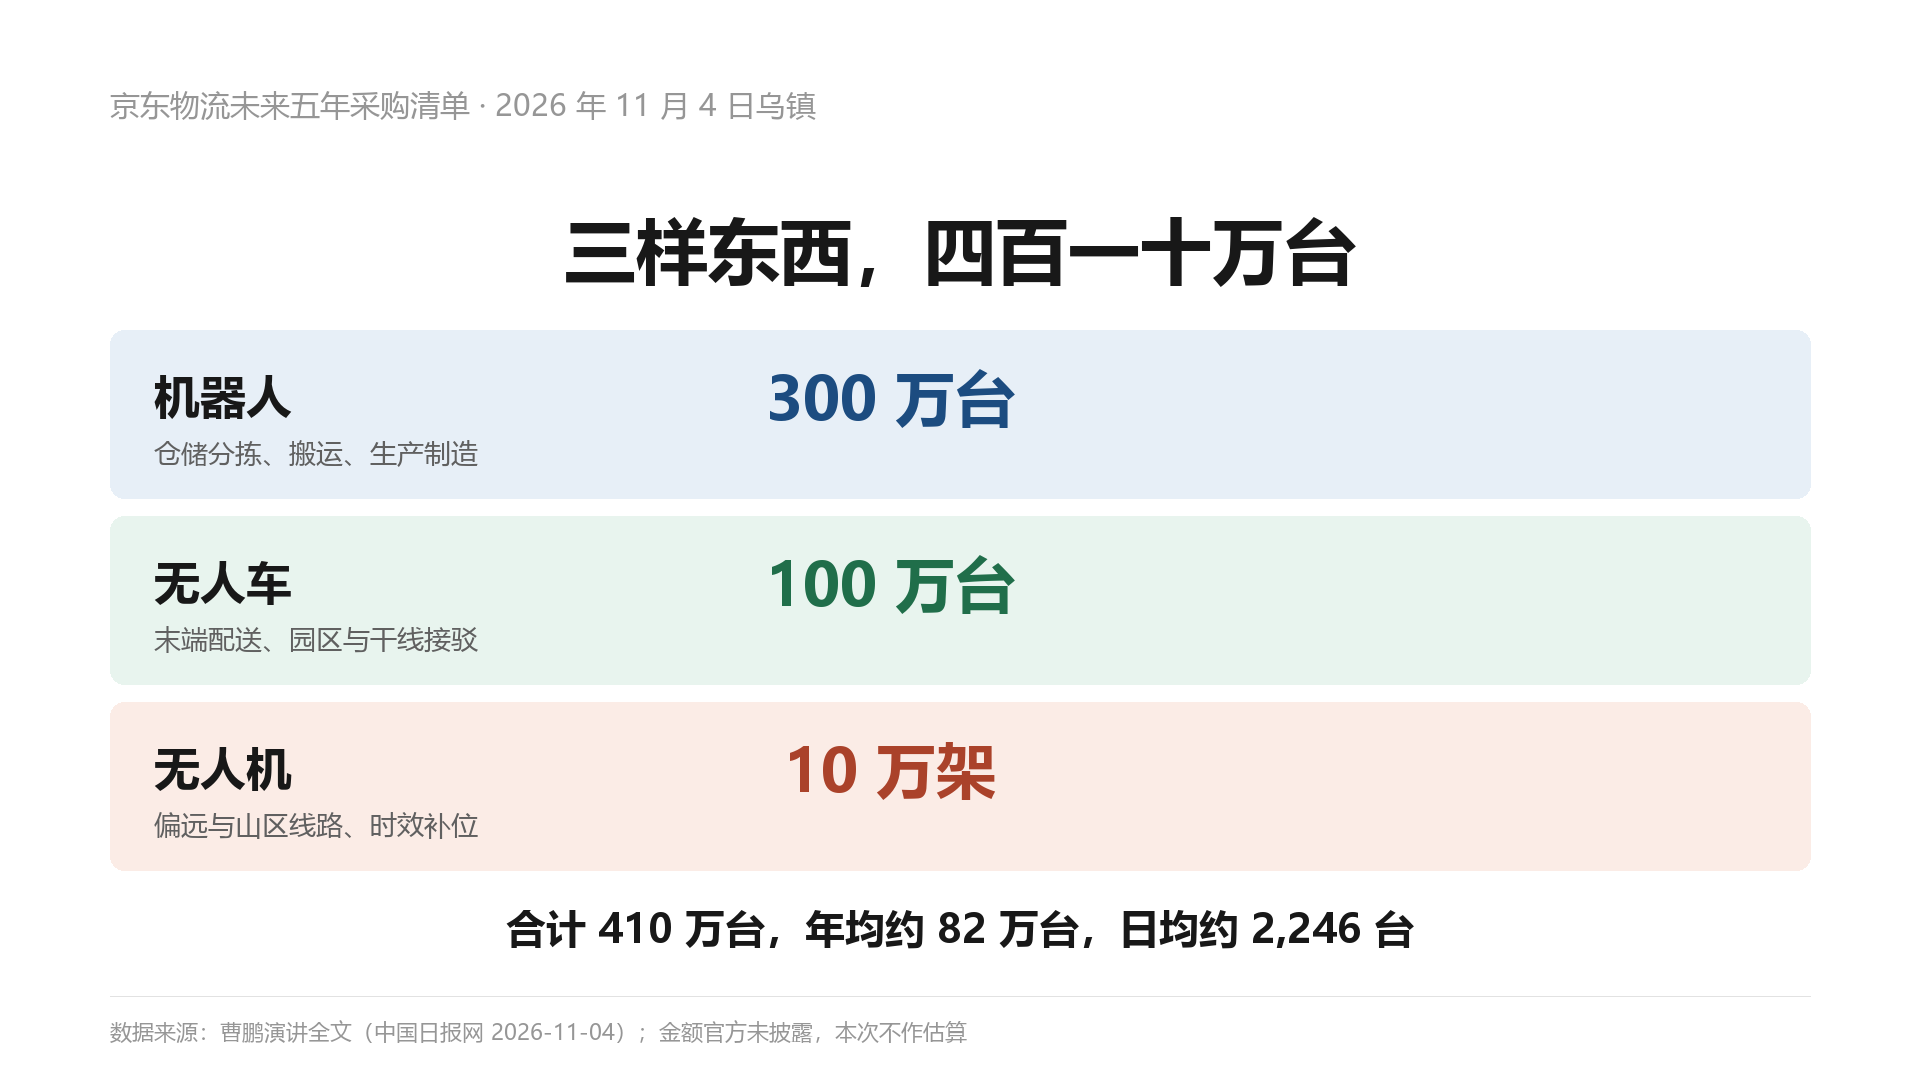 京东物流未来五年采购清单 · 2026 年 11 月 4 日乌镇
三样东西，四百一十万台
机器人
300 万台
仓储分拣、搬运、生产制造
无人车
100 万台
末端配送、园区与干线接驳
无人机
10 万架
偏远与山区线路、时效补位
合计 410 万台，年均约 82 万台，日均约 2,246 台
数据来源：曹鹏演讲全文（中国日报网 2026-11-04）；金额官方未披露，本次不作估算